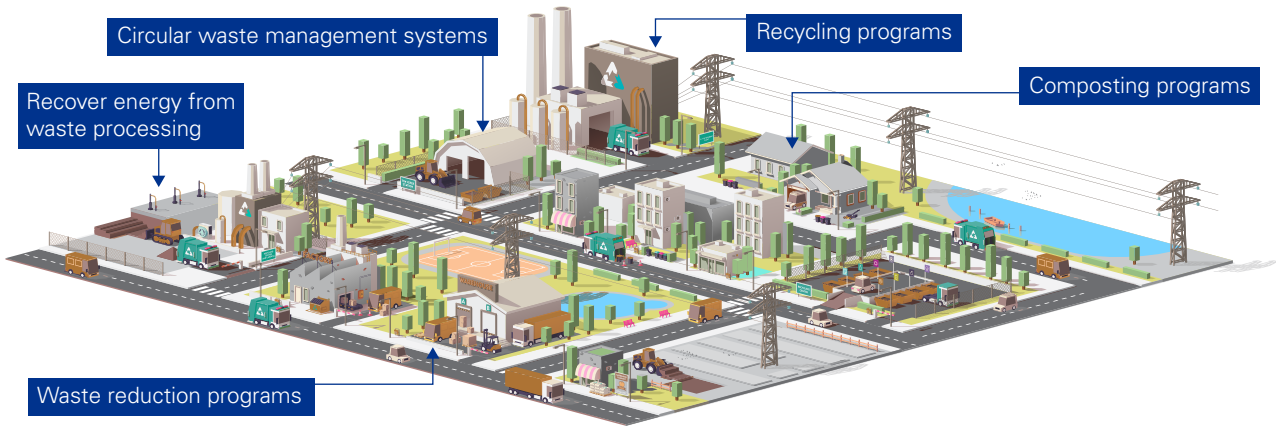 Circular waste management systems
Recycling programs
Composting programs
Recover energy from
waste processing
Waste reduction programs